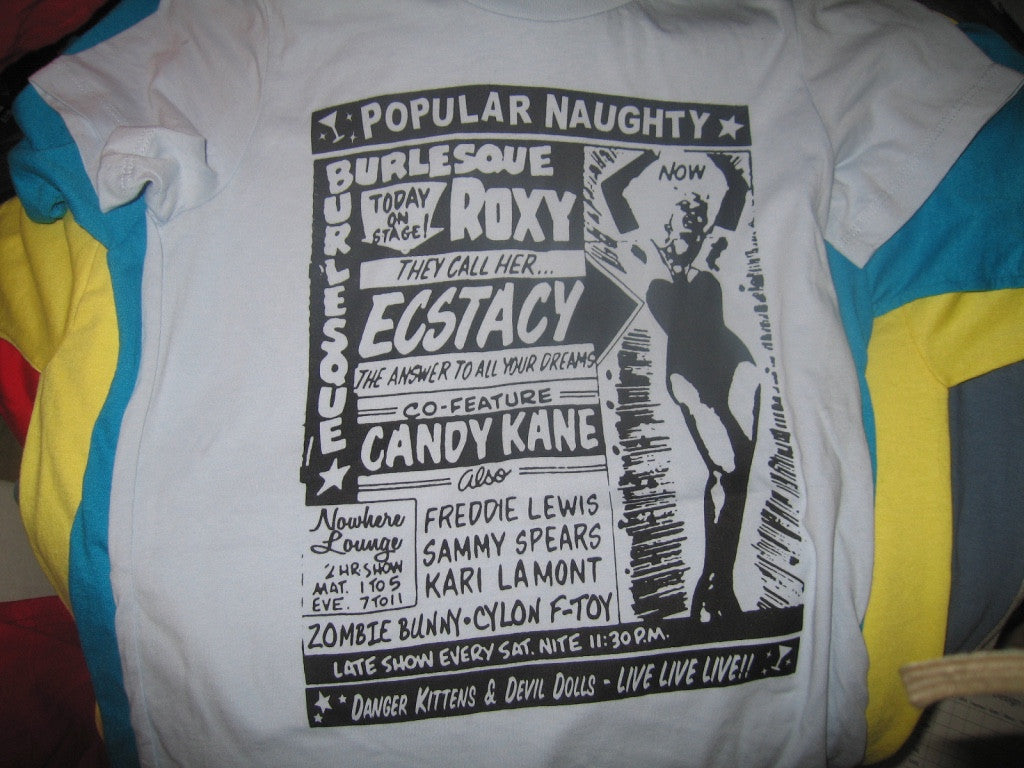 POPULAR NAUGHTY
BURLESQUE
BURLESQUE
TODAY
ON
STAGE!
ROXY
NOW
THEY CALL HER...
ECSTACY
THE ANSWER TO ALL YOUR DREAMS
CO-FEATURE
CANDY KANE
also
FREDDIE LEWIS
SAMMY SPEARS
KARI LAMONT
Nowhere
Lounge
2 HR SHOW
MAT. 1 TO 5
EVE. 7 TO 11
ZOMBIE BUNNY • CYLON F-TOY
LATE SHOW EVERY SAT. NITE 11:30 P.M.
DANGER KITTENS & DEVIL DOLLS - LIVE LIVE LIVE!!